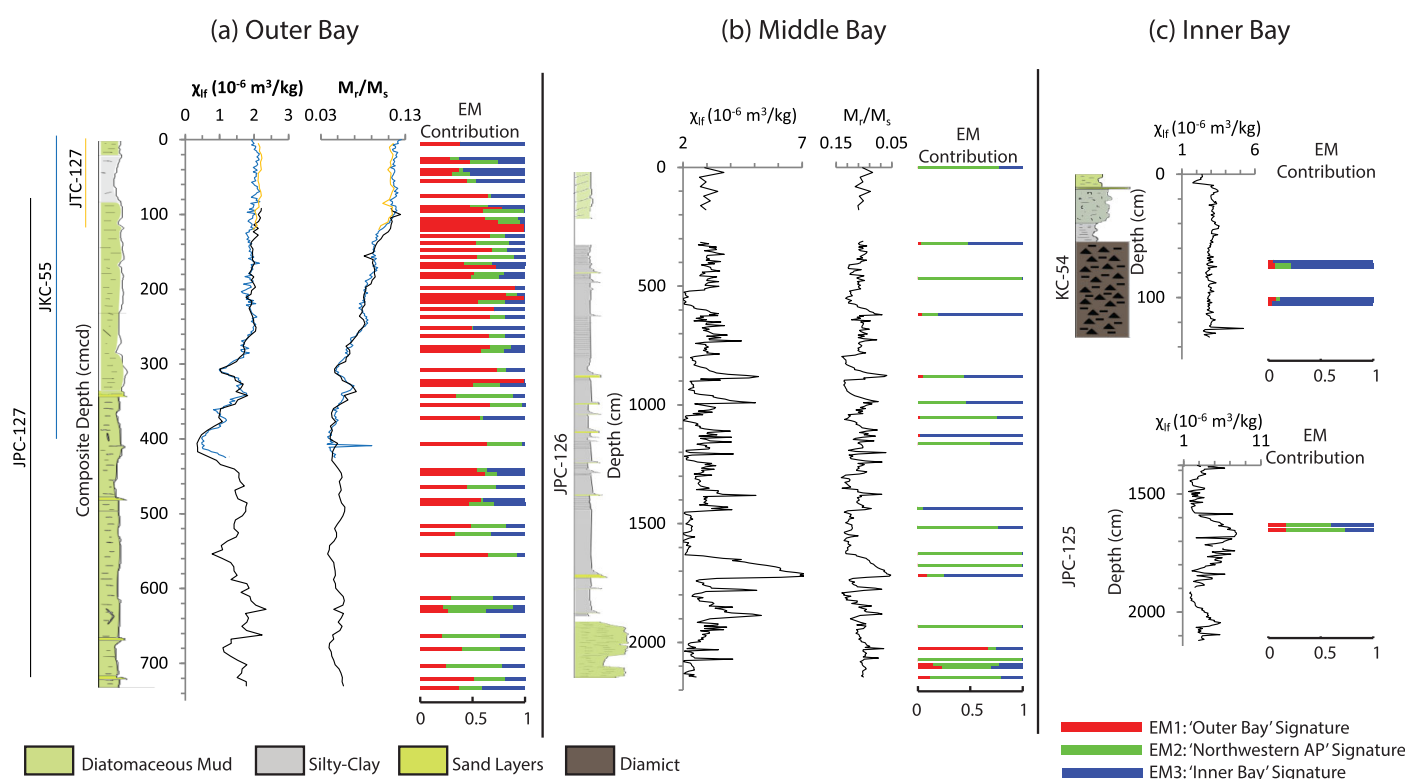 (a) Outer Bay
(b) Middle Bay
(c) Inner Bay
χlf (10-6 m3/kg)
0 1 2 3
Mr/Ms
0.03 0.13
EM
Contribution
JTC-127
JKC-55
JPC-127
Composite Depth (cmcd)
0
100
200
300
400
500
600
700
0 0.5 1
χlf (10-6 m3/kg)
2 7
Mr/Ms
0.15 0.05
EM
Contribution
JPC-126
Depth (cm)
0
500
1000
1500
2000
0 0.5 1
χlf (10-6 m3/kg)
1 6
EM
Contribution
KC-54
Depth (cm)
0
100
0 0.5 1
χlf (10-6 m3/kg)
1 11
EM
Contribution
JPC-125
Depth (cm)
1500
2000
0 0.5 1
EM1: 'Outer Bay' Signature
EM2: 'Northwestern AP' Signature
EM3: 'Inner Bay' Signature
Diatomaceous Mud
Silty-Clay
Sand Layers
Diamict